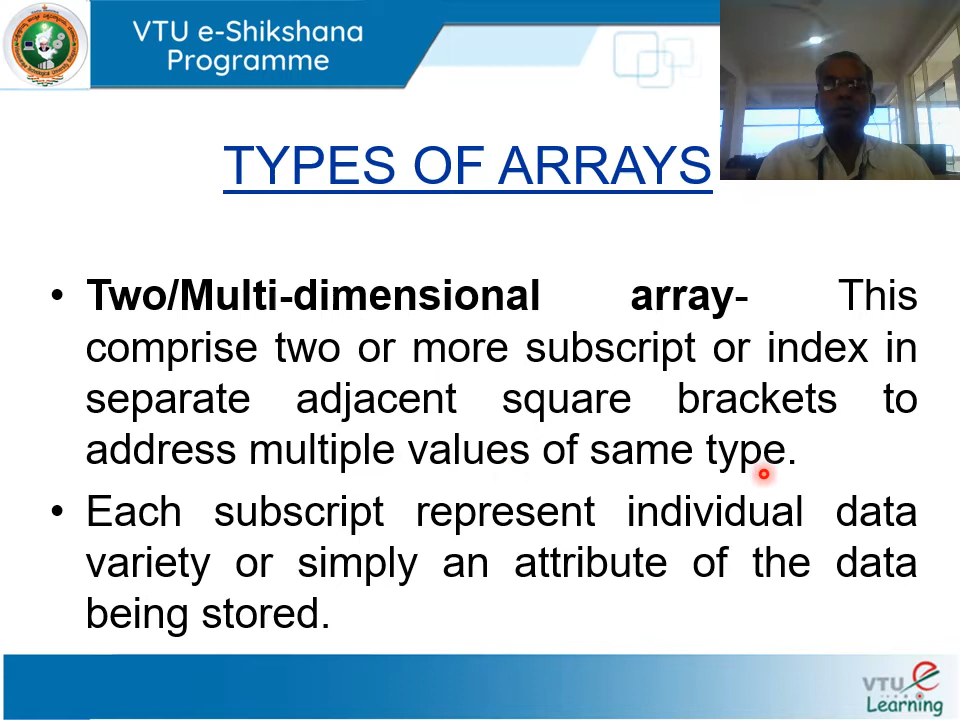 VTU e-Shikshana
Programme
TYPES OF ARRAYS
• Two/Multi-dimensional array- This
comprise two or more subscript or index in
separate adjacent square brackets to
address multiple values of same type.
• Each subscript represent individual data
variety or simply an attribute of the data
being stored.
VTU e
Learning